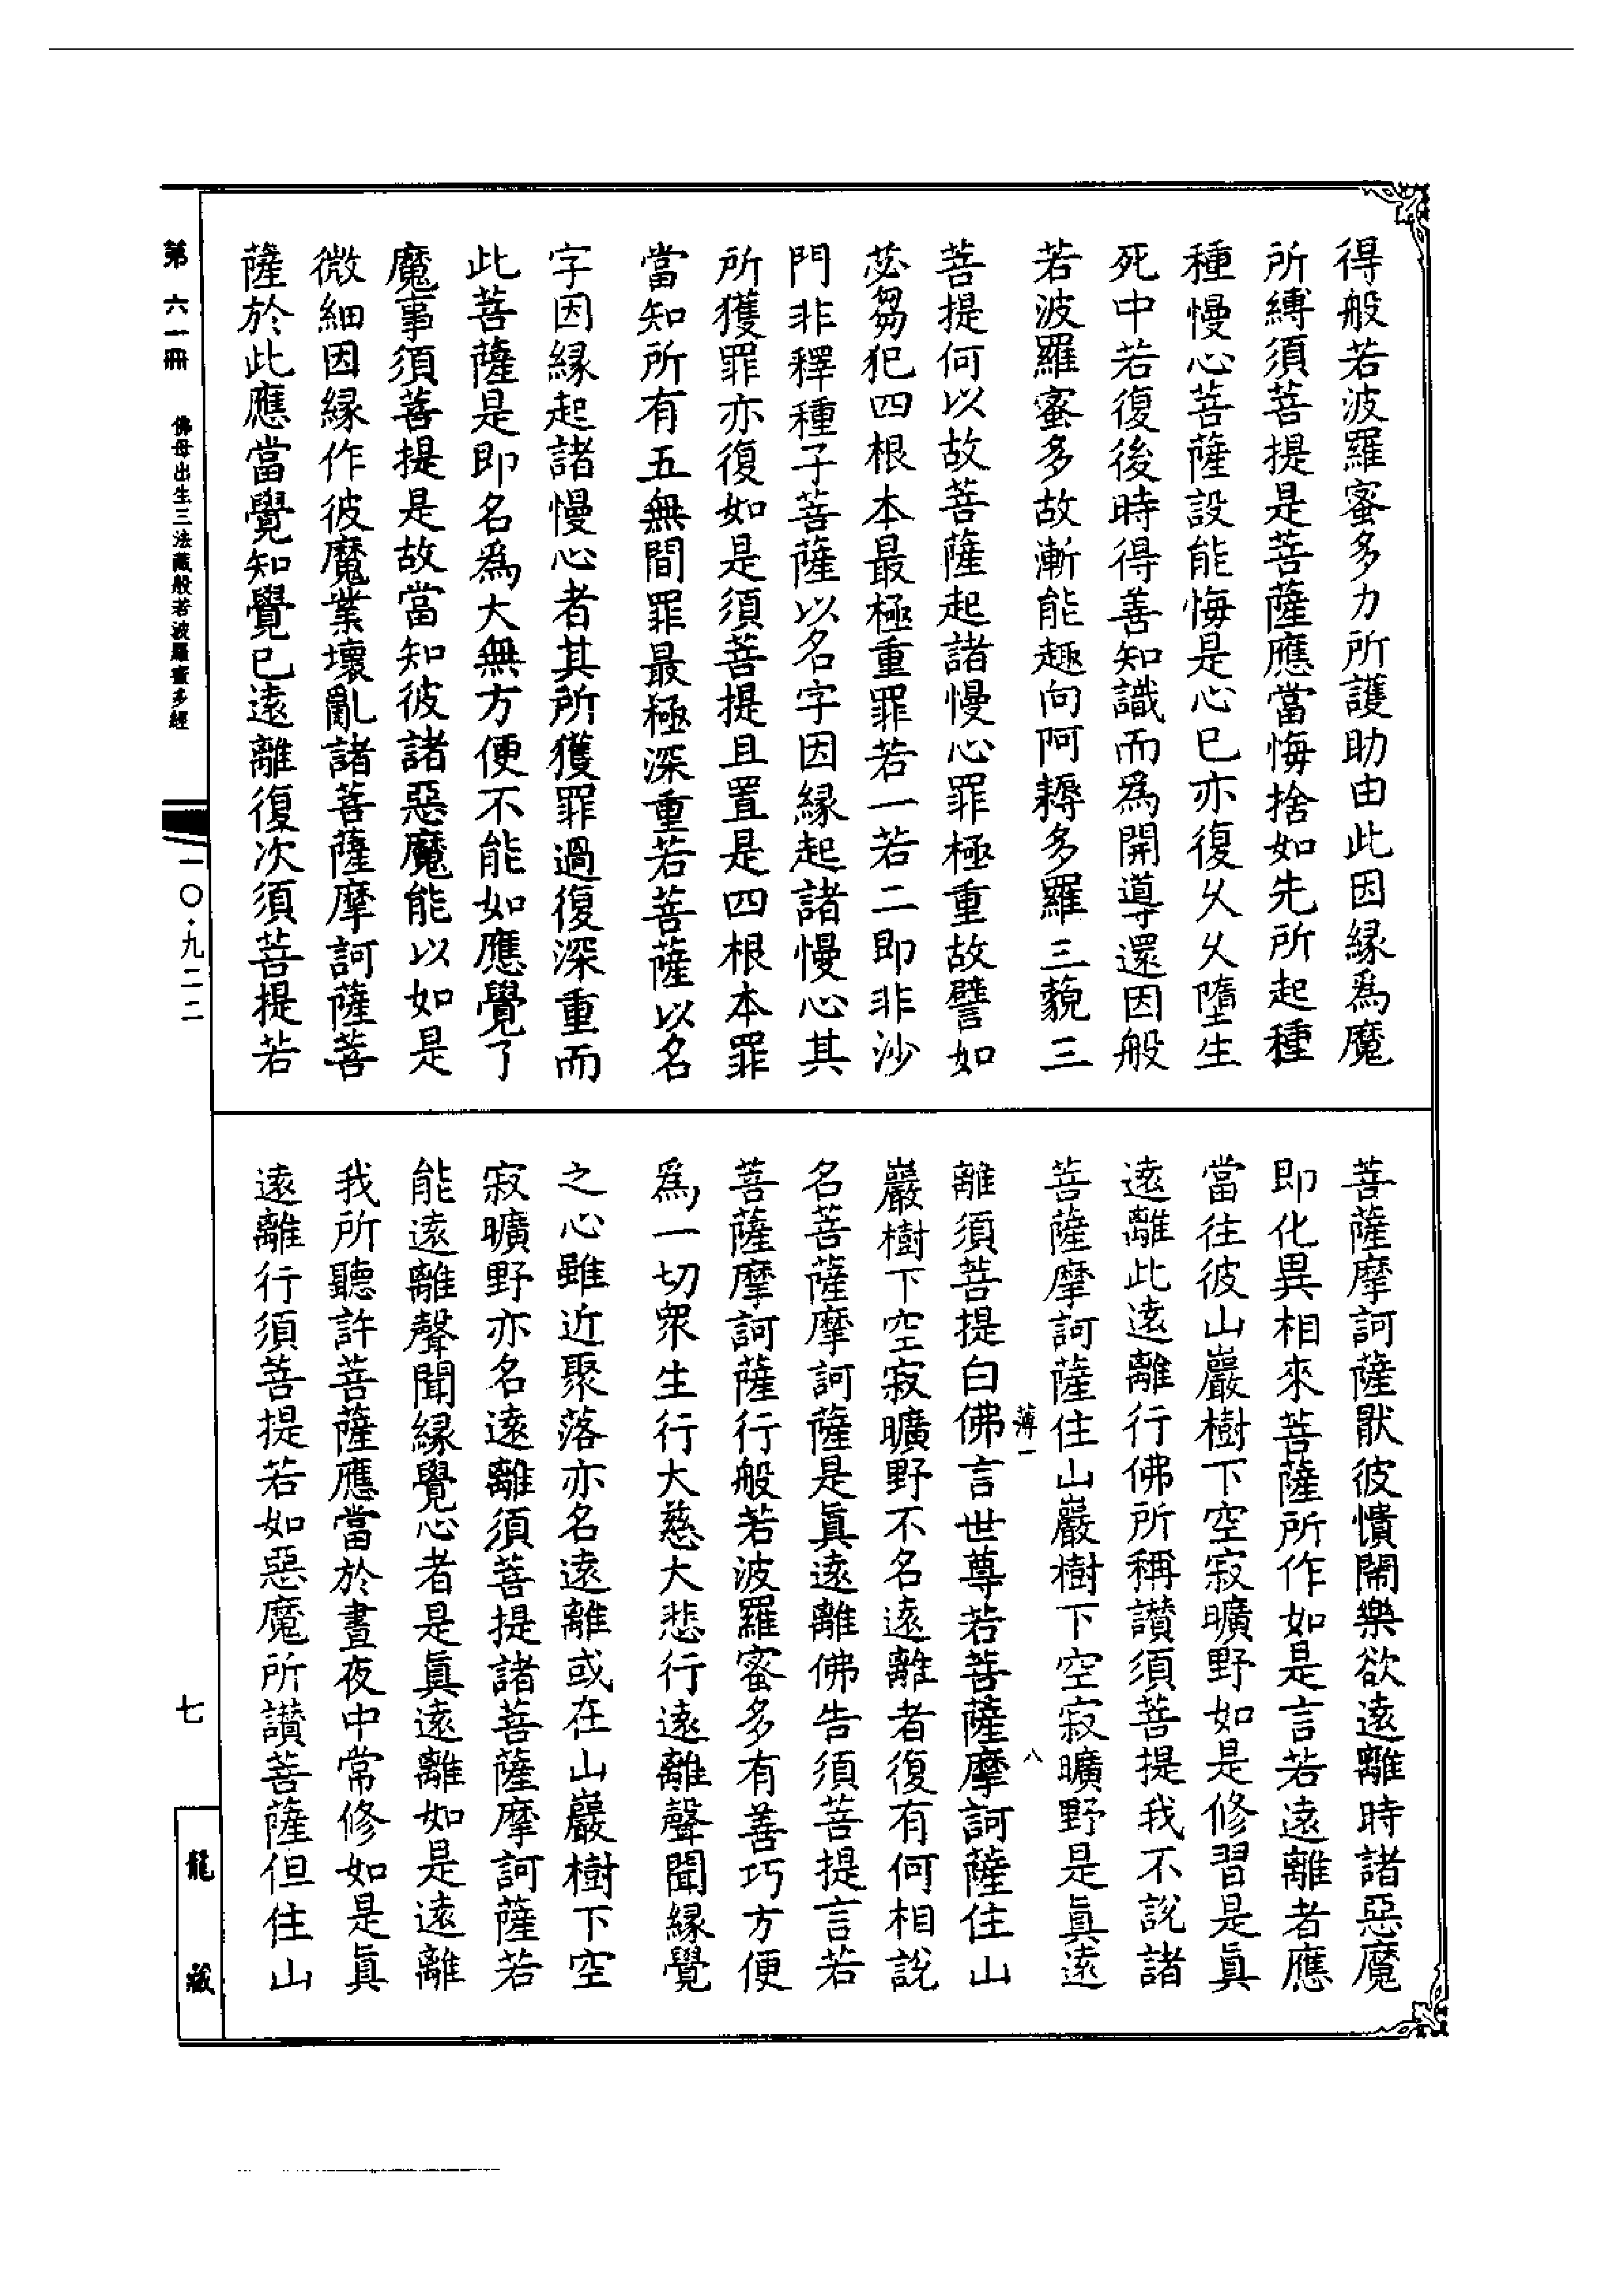 得般若波羅蜜多力所護助由此因緣爲魔
所縛須菩提是菩薩應當悔捨如先所起種
種慢心菩薩設能悔是心已亦復久久墮生
死中若復後時得善知識而爲開導還因般
若波羅蜜多故漸能趣向阿耨多羅三藐三
菩提何以故菩薩起諸慢心罪極重故譬如
苾芻犯四根本最極重罪若一若二即非沙
門非釋種子菩薩以名字因緣起諸慢心其
所獲罪亦復如是須菩提且置是四根本罪
當知所有五無間罪最極深重若菩薩以名
字因緣起諸慢心者其所獲罪過復深重而
此菩薩是即名爲大無方便不能如應覺了
魔事須菩提是故當知彼諸惡魔能以如是
微細因緣作彼魔業壞亂諸菩薩摩訶薩菩
薩於此應當覺知覺已遠離復次須菩提若
菩薩摩訶薩猒彼憒閙樂欲遠離時諸惡魔
即化異相來菩薩所作如是言若遠離者應
當往彼山巖樹下空寂曠野如是修習是真
遠離此遠離行佛所稱讚須菩提我不說諸
菩薩摩訶薩住山巖樹下空寂曠野是眞遠
薄一 八
離須菩提白佛言世尊若菩薩摩訶薩住山
巖樹下空寂曠野不名遠離者復有何相說
名菩薩摩訶薩是眞遠離佛告須菩提言若
菩薩摩訶薩行般若波羅蜜多有善巧方便
爲一切眾生行大慈大悲行遠離聲聞緣覺
之心雖近聚落亦名遠離或在山巖樹下空
寂曠野亦名遠離須菩提諸菩薩摩訶薩若
能遠離聲聞緣覺心者是眞遠離如是遠離
我所聽許菩薩應當於晝夜中常修如是眞
遠離行須菩提若如惡魔所讚菩薩但住山
第六一冊 佛母出生三法藏般若波羅蜜多經
一〇·九二二
七
龍藏